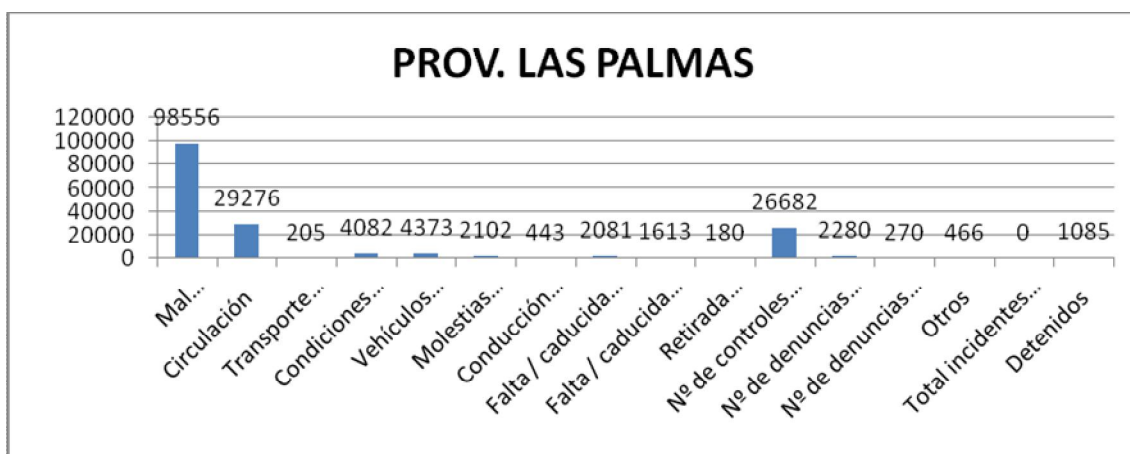 PROV. LAS PALMAS
120000
100000
80000
60000
40000
20000
0
98556
29276
205
4082
4373
2102
443
2081
1613
180
26682
2280
270
466
0
1085
Mal...
Circulación
Transporte...
Condiciones...
Vehículos...
Molestias...
Conducción...
Falta / caducida...
Falta / caducida...
Retirada...
Nº de controles...
Nº de denuncias...
Nº de denuncias...
Otros
Total incidentes...
Detenidos